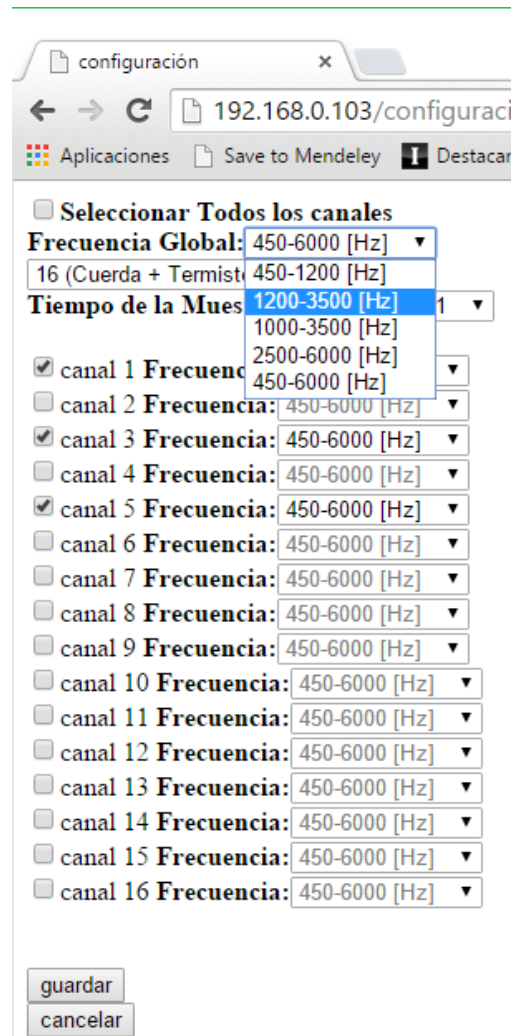 configuración ×
192.168.0.103/configuraci
Aplicaciones Save to Mendeley I Destacar
Seleccionar Todos los canales
Frecuencia Global: 450-6000 [Hz]
16 (Cuerda + Termist 450-1200 [Hz]
Tiempo de la Mues 1200-3500 [Hz] 1
1000-3500 [Hz]
2500-6000 [Hz]
canal 1 Frecuenc 450-6000 [Hz]
canal 2 Frecuencia: 450-6000 [Hz]
canal 3 Frecuencia: 450-6000 [Hz]
canal 4 Frecuencia: 450-6000 [Hz]
canal 5 Frecuencia: 450-6000 [Hz]
canal 6 Frecuencia: 450-6000 [Hz]
canal 7 Frecuencia: 450-6000 [Hz]
canal 8 Frecuencia: 450-6000 [Hz]
canal 9 Frecuencia: 450-6000 [Hz]
canal 10 Frecuencia: 450-6000 [Hz]
canal 11 Frecuencia: 450-6000 [Hz]
canal 12 Frecuencia: 450-6000 [Hz]
canal 13 Frecuencia: 450-6000 [Hz]
canal 14 Frecuencia: 450-6000 [Hz]
canal 15 Frecuencia: 450-6000 [Hz]
canal 16 Frecuencia: 450-6000 [Hz]
guardar
cancelar